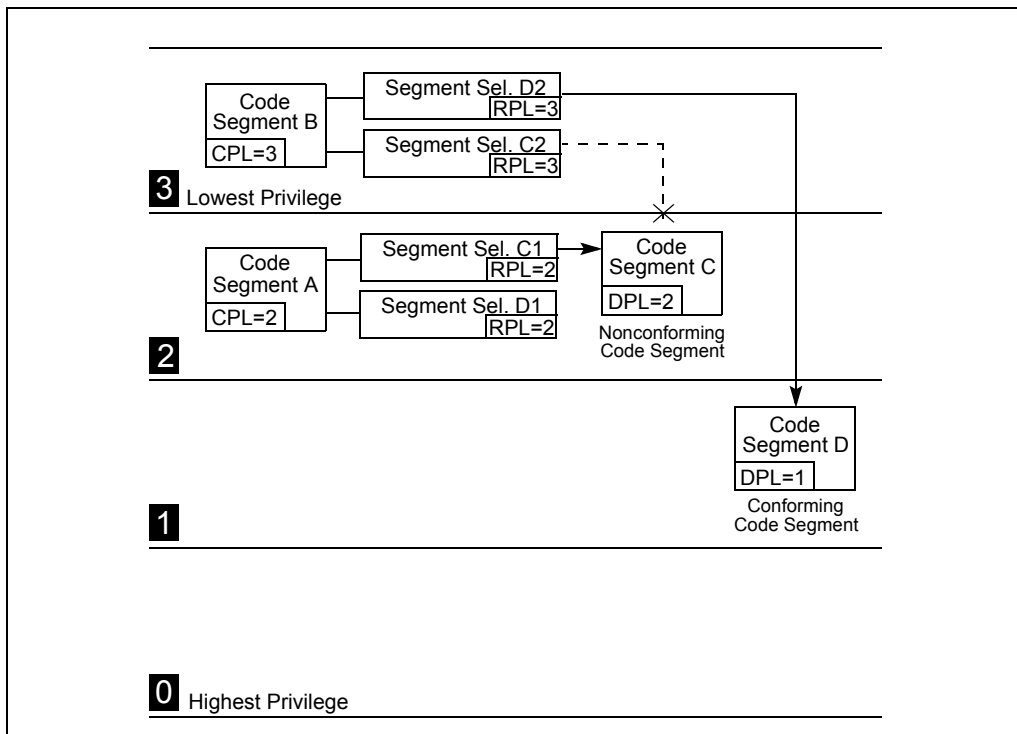 Code
Segment B
CPL=3
Segment Sel. D2
RPL=3
Segment Sel. C2
RPL=3
3 Lowest Privilege
Code
Segment A
CPL=2
Segment Sel. C1
RPL=2
Segment Sel. D1
RPL=2
Code
Segment C
DPL=2
Nonconforming
Code Segment
2
Code
Segment D
DPL=1
Conforming
Code Segment
1
0 Highest Privilege